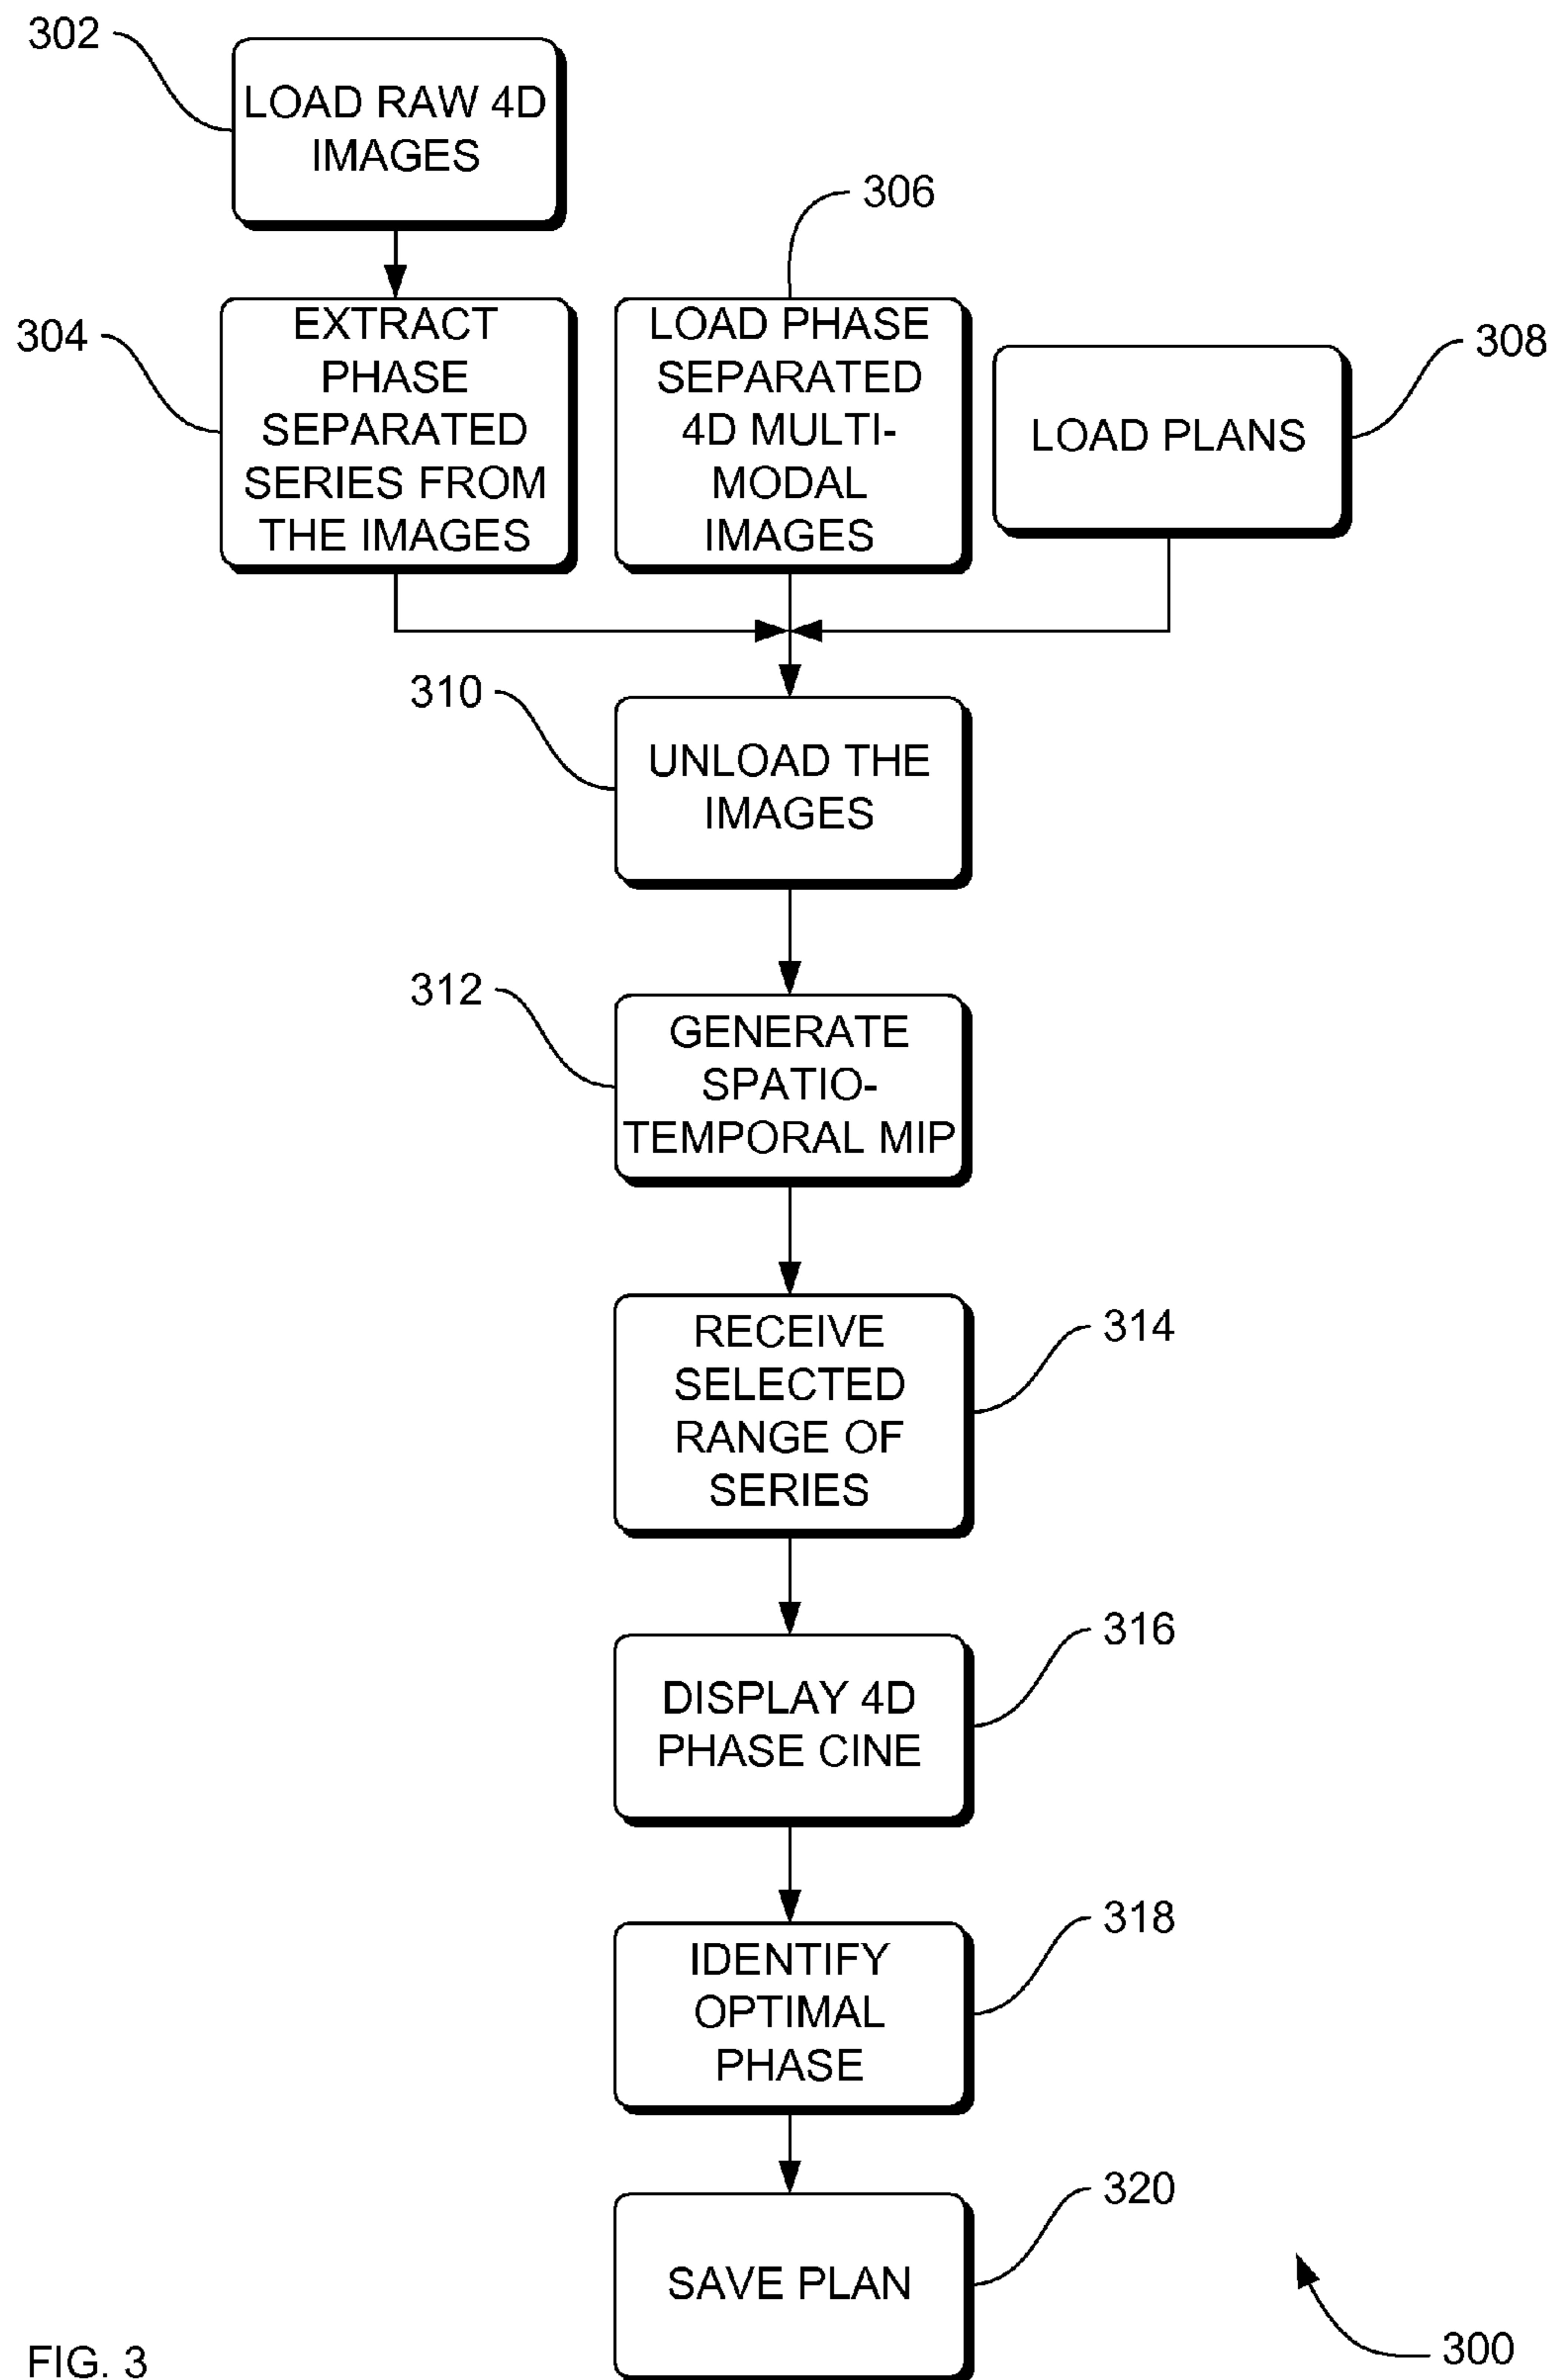 302
LOAD RAW 4D
IMAGES
306
304
EXTRACT
PHASE
SEPARATED
SERIES FROM
THE IMAGES
LOAD PHASE
SEPARATED
4D MULTI-
MODAL
IMAGES
308
LOAD PLANS
310
UNLOAD THE
IMAGES
312
GENERATE
SPATIO-
TEMPORAL MIP
RECEIVE
SELECTED
RANGE OF
SERIES
314
DISPLAY 4D
PHASE CINE
316
IDENTIFY
OPTIMAL
PHASE
318
SAVE PLAN
320
FIG. 3
300